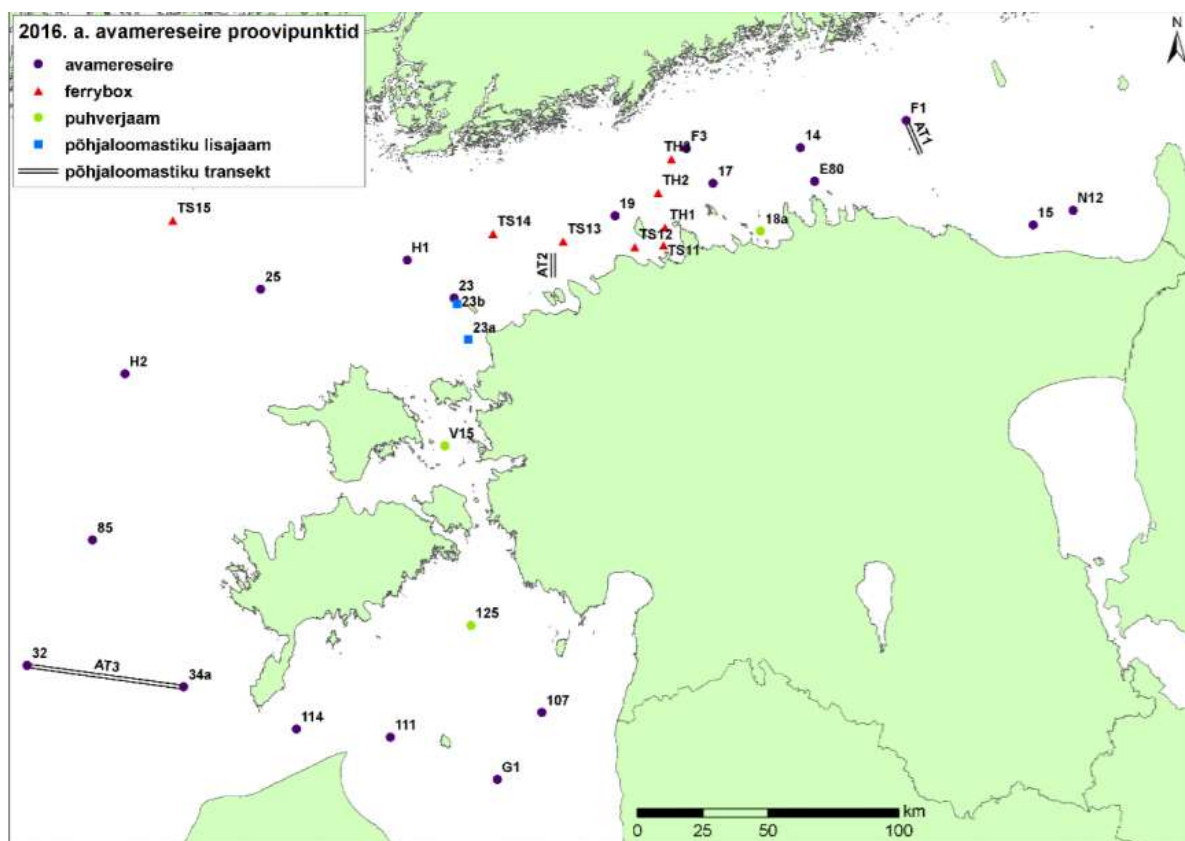 2016. a. avamereseire proovipunktid
avamereseire
ferrybox
puhverjaam
põhjaloomastiku lisajaam
põhjaloomastiku transekt
N
F1
AT1
F3
14
TH3
E80
TH2
17
N12
19
TS15
TH1
18a
15
TS14
TS13
TS12
TS11
H1
AT2
25
23
23b
23a
H2
V15
85
125
32
AT3
34a
107
114
111
G1
km
0 25 50 100